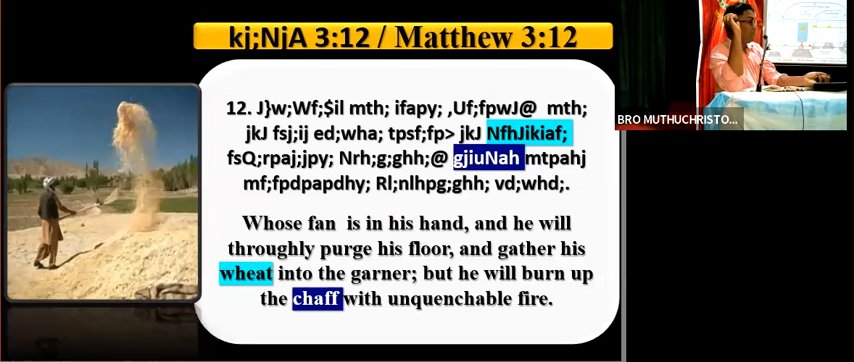 kj;NjA 3:12 / Matthew 3:12
12. J}w;Wf;$il mth; ifapy; ,Uf;fpwJ@ mth;
jkJ fsj;ij ed;wha; tpsf;fp> jkJ NfhJikiaf;
fsQ;rpaj;jpy; Nrh;g;ghh;@ gjiuNah mtpahj
mf;fpdpapdhy; Rl;nlhpg;ghh; vd;whd;.
Whose fan is in his hand, and he will
throughly purge his floor, and gather his
wheat into the garner; but he will burn up
the chaff with unquenchable fire.
BRO MUTHUCHRISTO...